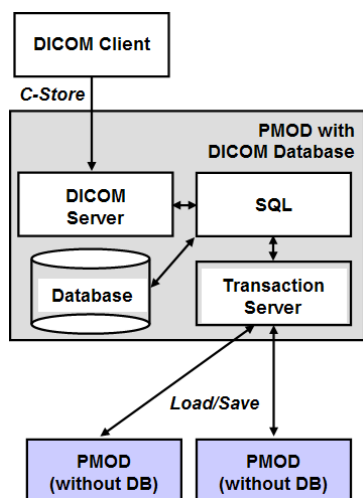 DICOM Client
C-Store
PMOD with
DICOM Database
DICOM
Server
SQL
Database
Transaction
Server
Load/Save
PMOD
(without DB)
PMOD
(without DB)